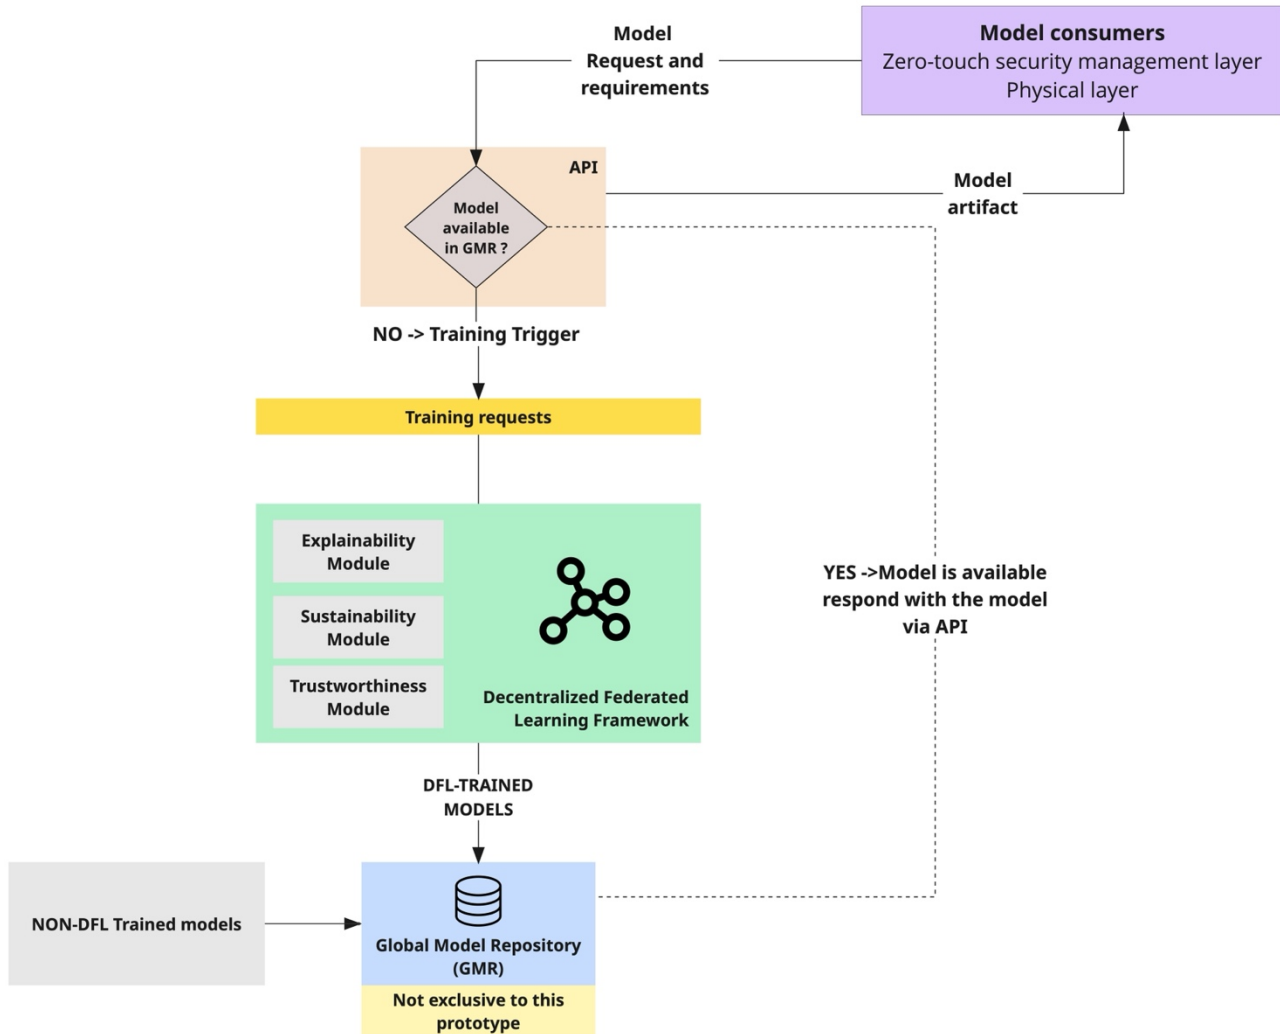 Model
Request and
requirements
Model consumers
Zero-touch security management layer
Physical layer
API
Model
available
in GMR ?
Model
artifact
NO -> Training Trigger
Training requests
Explainability
Module
Sustainability
Module
Trustworthiness
Module
Decentralized Federated
Learning Framework
YES ->Model is available
respond with the model
via API
DFL-TRAINED
MODELS
NON-DFL Trained models
Global Model Repository
(GMR)
Not exclusive to this
prototype